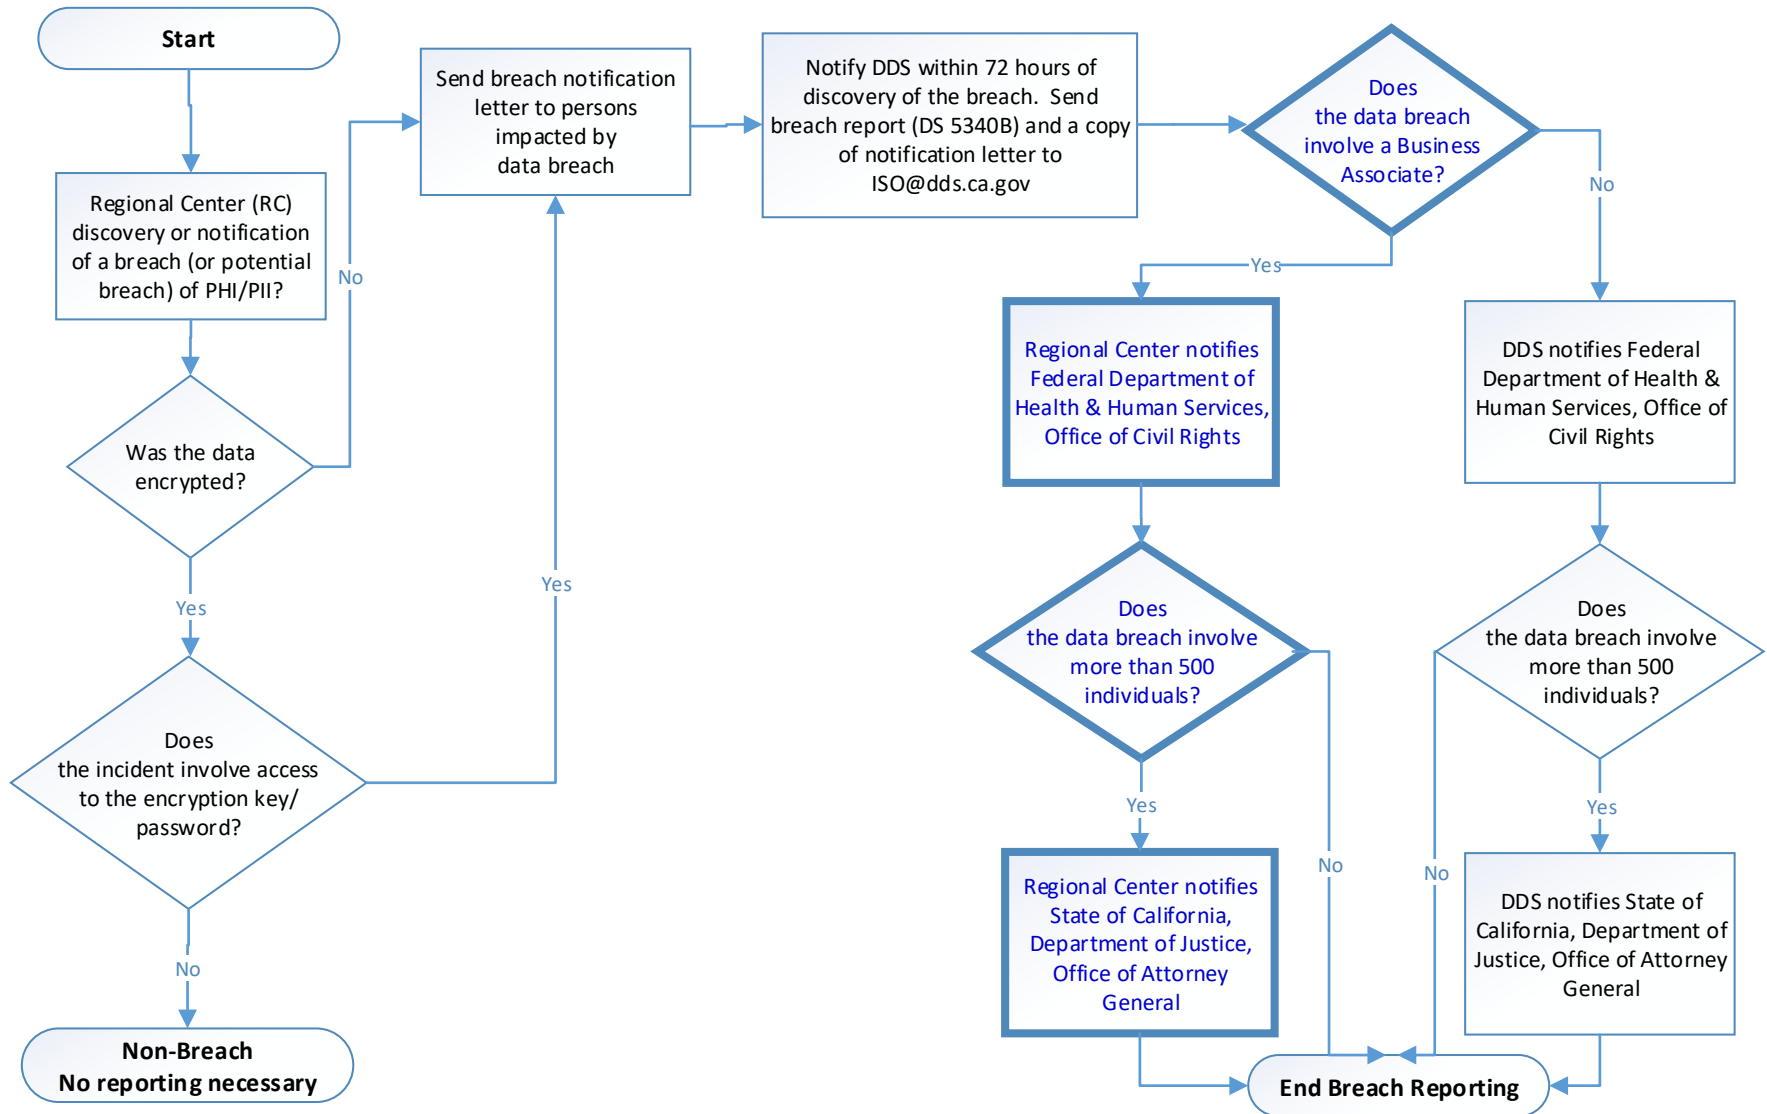 Start
Regional Center (RC)
discovery or notification
of a breach (or potential
breach) of PHI/PII?
Was the data
encrypted?
No
Yes
Does
the incident involve access
to the encryption key/
password?
Yes
No
Non-Breach
No reporting necessary
Send breach notification
letter to persons
impacted by
data breach
Notify DDS within 72 hours of
discovery of the breach.  Send
breach report (DS 5340B) and a copy
of notification letter to
ISO@dds.ca.gov
Does
the data breach
involve a Business
Associate?
Yes
No
Regional Center notifies
Federal Department of
Health & Human Services,
Office of Civil Rights
Does
the data breach involve
more than 500
individuals?
Yes
No
Regional Center notifies
State of California,
Department of Justice,
Office of Attorney
General
DDS notifies Federal
Department of Health &
Human Services, Office of
Civil Rights
Does
the data breach involve
more than 500
individuals?
Yes
No
DDS notifies State of
California, Department of
Justice, Office of Attorney
General
End Breach Reporting